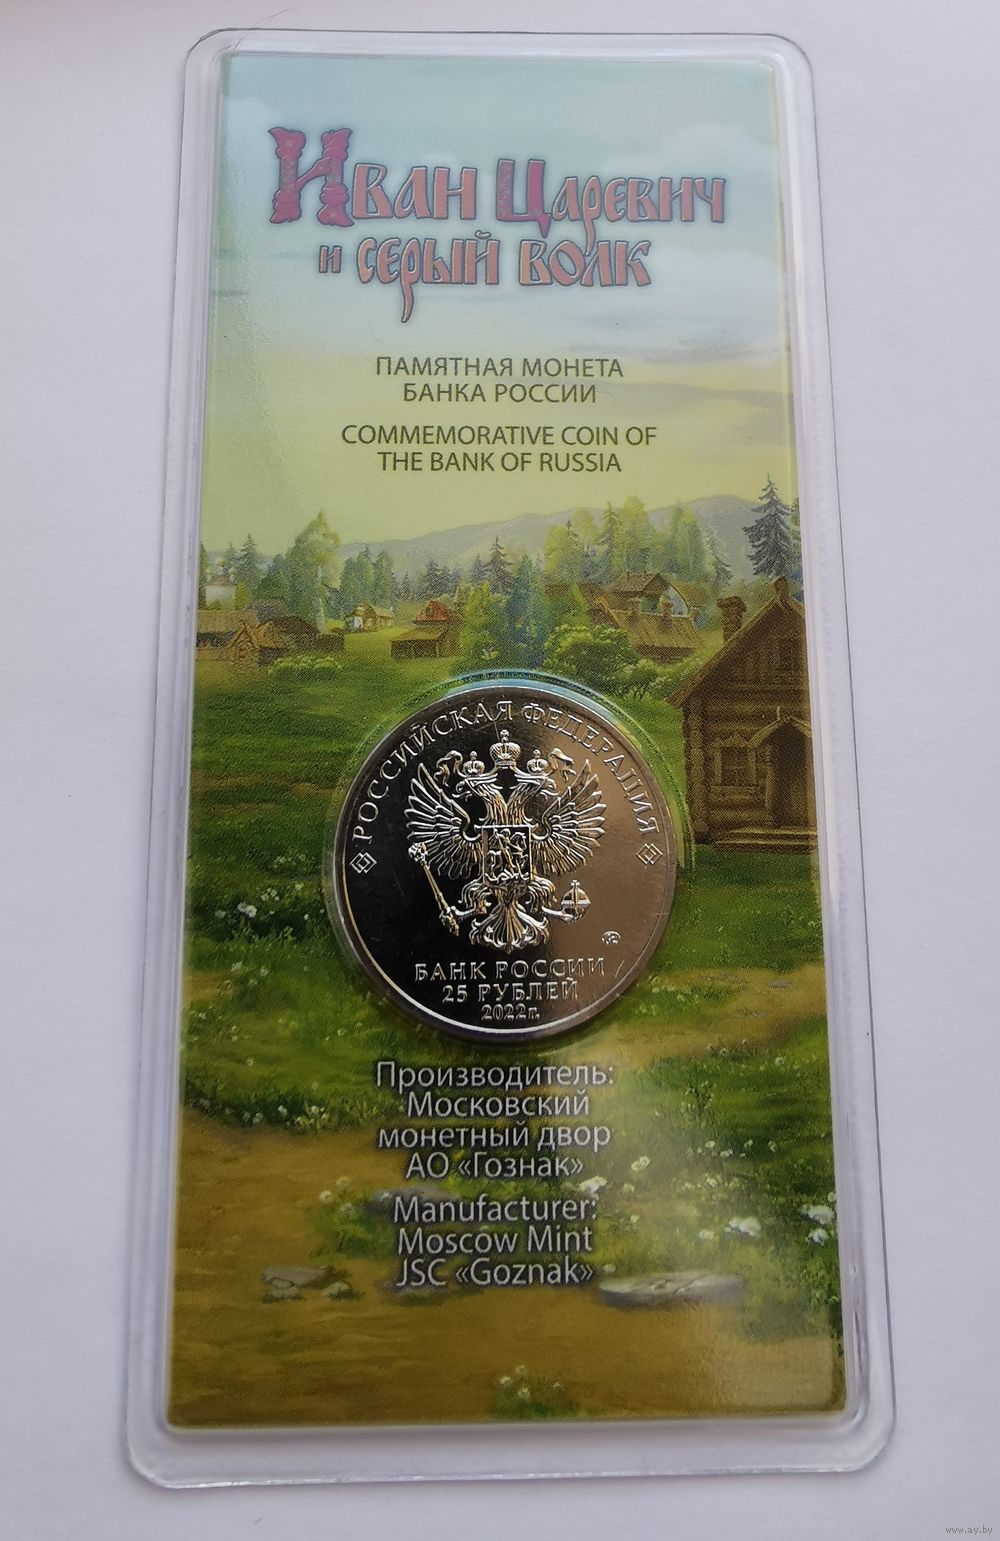 Иван Царевич
и серый волк
ПАМЯТНАЯ МОНЕТА
БАНКА РОССИИ
COMMEMORATIVE COIN OF
THE BANK OF RUSSIA
РОССИЙСКАЯ ФЕДЕРАЦИЯ
БАНК РОССИИ
25 РУБЛЕЙ
2022г.
Производитель:
Московский
монетный двор
АО «Гознак»
Manufacturer:
Moscow Mint
JSC «Goznak»
www.ay.by